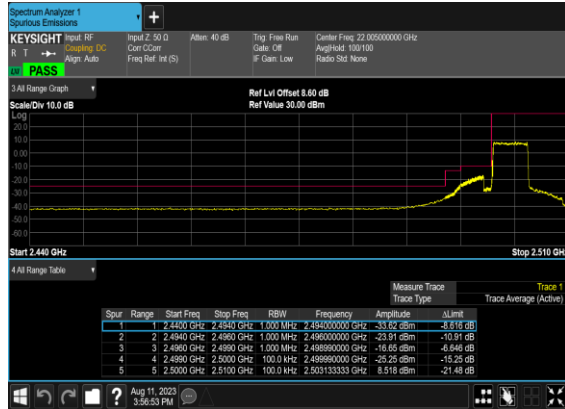 Spectrum Analyzer 1
Spurious Emissions
KEYSIGHT Input: RF Input Z: 50 Ω Atten: 40 dB Trig: Free Run Center Freq: 22.005000000 GHz
R T Coupling: DC Corr CCorr Gate: Off Avg|Hold: 100/100
Align: Auto Freq Ref: Int (S) IF Gain: Low Radio Std: None
PASS
3 All Range Graph
Ref Lvl Offset 8.60 dB
Scale/Div 10.0 dB Ref Value 30.00 dBm
Log
20.0
10.0
0.00
-10.0
-20.0
-30.0
-40.0
-50.0
-60.0
Start 2.440 GHz Stop 2.510 GH
4 All Range Table
Measure Trace Trace 1
Trace Type Trace Average (Active)
Spur Range Start Freq Stop Freq RBW Frequency Amplitude ΔLimit
1 1 2.4400 GHz 2.4940 GHz 1.000 MHz 2.494000000 GHz -33.62 dBm -8.616 dB
2 2 2.4940 GHz 2.4960 GHz 1.000 MHz 2.496000000 GHz -23.91 dBm -10.91 dB
3 3 2.4960 GHz 2.4990 GHz 1.000 MHz 2.498990000 GHz -16.65 dBm -6.646 dB
4 4 2.4990 GHz 2.5000 GHz 100.0 kHz 2.499990000 GHz -25.25 dBm -15.25 dB
5 5 2.5000 GHz 2.5100 GHz 100.0 kHz 2.503133333 GHz 8.518 dBm -21.48 dB
Aug 11, 2023
3:56:53 PM